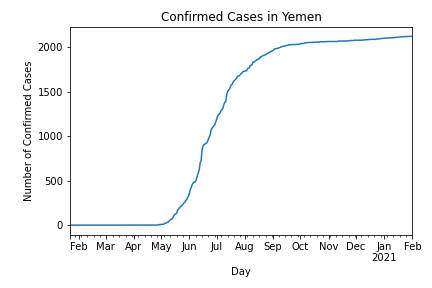 Confirmed Cases in Yemen
Number of Confirmed Cases
2000
1500
1000
500
0
Feb Mar Apr May Jun Jul Aug Sep Oct Nov Dec Jan Feb
2021
Day